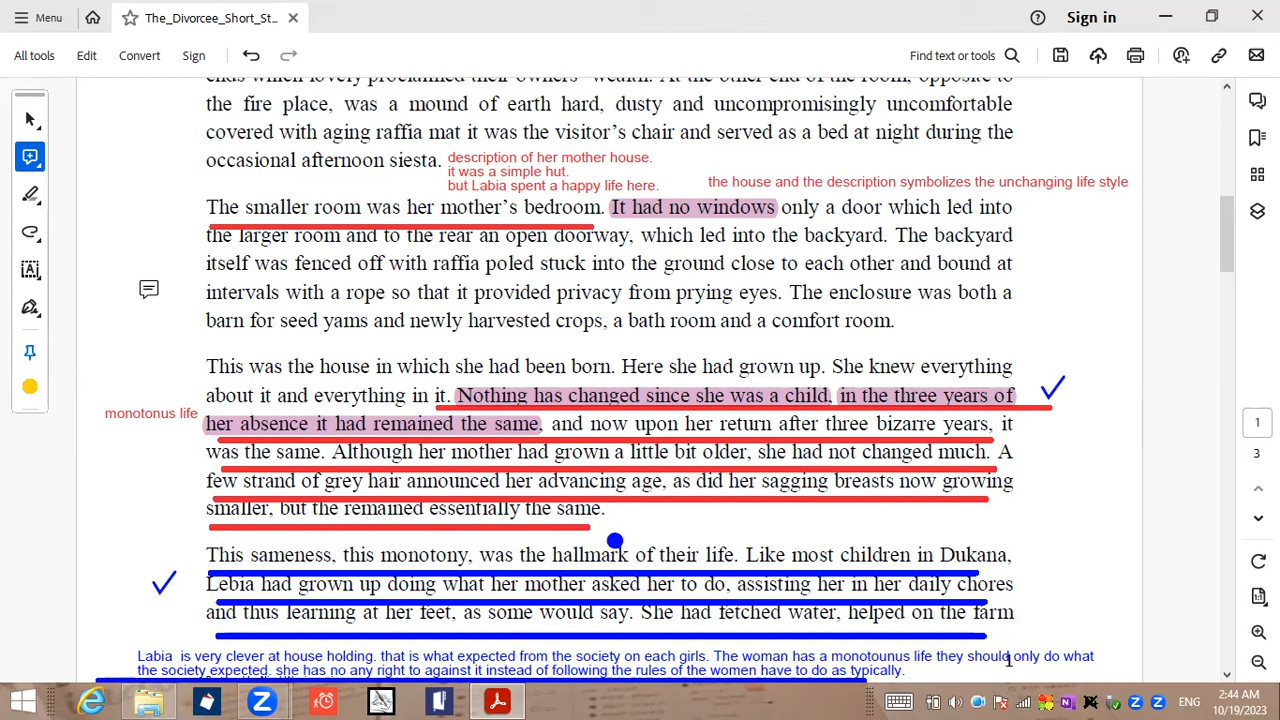 Menu
The_Divorcee_Short_St...
Sign in
All tools
Edit
Convert
Sign
Find text or tools
the fire place, was a mound of earth hard, dusty and uncompromisingly uncomfortable
covered with aging raffia mat it was the visitor's chair and served as a bed at night during the
occasional afternoon siesta.
description of her mother house.
it was a simple hut.
but Labia spent a happy life here.
the house and the description symbolizes the unchanging life style
The smaller room was her mother's bedroom. It had no windows only a door which led into
the larger room and to the rear an open doorway, which led into the backyard. The backyard
itself was fenced off with raffia poled stuck into the ground close to each other and bound at
intervals with a rope so that it provided privacy from prying eyes. The enclosure was both a
barn for seed yams and newly harvested crops, a bath room and a comfort room.
This was the house in which she had been born. Here she had grown up. She knew everything
about it and everything in it. Nothing has changed since she was a child, in the three years of
monotonus life
her absence it had remained the same, and now upon her return after three bizarre years, it
was the same. Although her mother had grown a little bit older, she had not changed much. A
few strand of grey hair announced her advancing age, as did her sagging breasts now growing
smaller, but the remained essentially the same.
This sameness, this monotony, was the hallmark of their life. Like most children in Dukana,
Lebia had grown up doing what her mother asked her to do, assisting her in her daily chores
and thus learning at her feet, as some would say. She had fetched water, helped on the farm
Labia is very clever at house holding. that is what expected from the society on each girls. The woman has a monotounus life they should only do what
the society expected. she has no any right to against it instead of following the rules of the women have to do as typically.
1
1
3
ENG
2:44 AM
10/19/2023